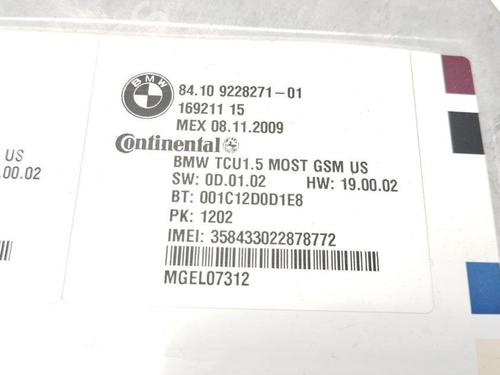 BMW
84.10 9228271-01
169211 15
MEX 08.11.2009
Continental
BMW TCU1.5 MOST GSM US
SW: 0D.01.02 HW: 19.00.02
BT: 001C12D0D1E8
PK: 1202
IMEI: 358433022878772
MGEL07312
US
.00.02